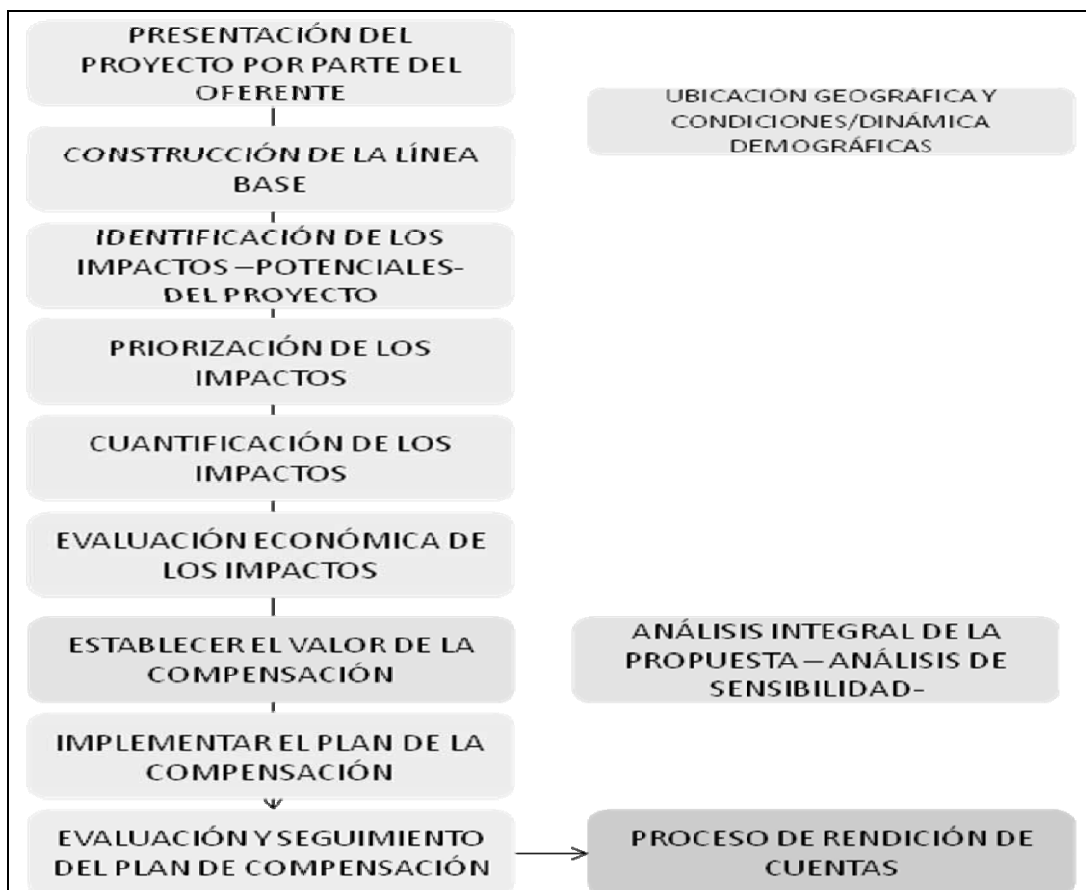 PRESENTACIÓN DEL
PROYECTO POR PARTE DEL
OFERENTE
UBICACIÓN GEOGRÁFICA Y
CONDICIONES/DINÁMICA
DEMOGRÁFICAS
CONSTRUCCIÓN DE LA LÍNEA
BASE
IDENTIFICACIÓN DE LOS
IMPACTOS –POTENCIALES-
DEL PROYECTO
PRIORIZACIÓN DE LOS
IMPACTOS
CUANTIFICACIÓN DE LOS
IMPACTOS
EVALUACIÓN ECONÓMICA DE
LOS IMPACTOS
ESTABLECER EL VALOR DE LA
COMPENSACIÓN
ANÁLISIS INTEGRAL DE LA
PROPUESTA – ANÁLISIS DE
SENSIBILIDAD-
IMPLEMENTAR EL PLAN DE LA
COMPENSACIÓN
EVALUACIÓN Y SEGUIMIENTO
DEL PLAN DE COMPENSACIÓN
PROCESO DE RENDICIÓN DE
CUENTAS